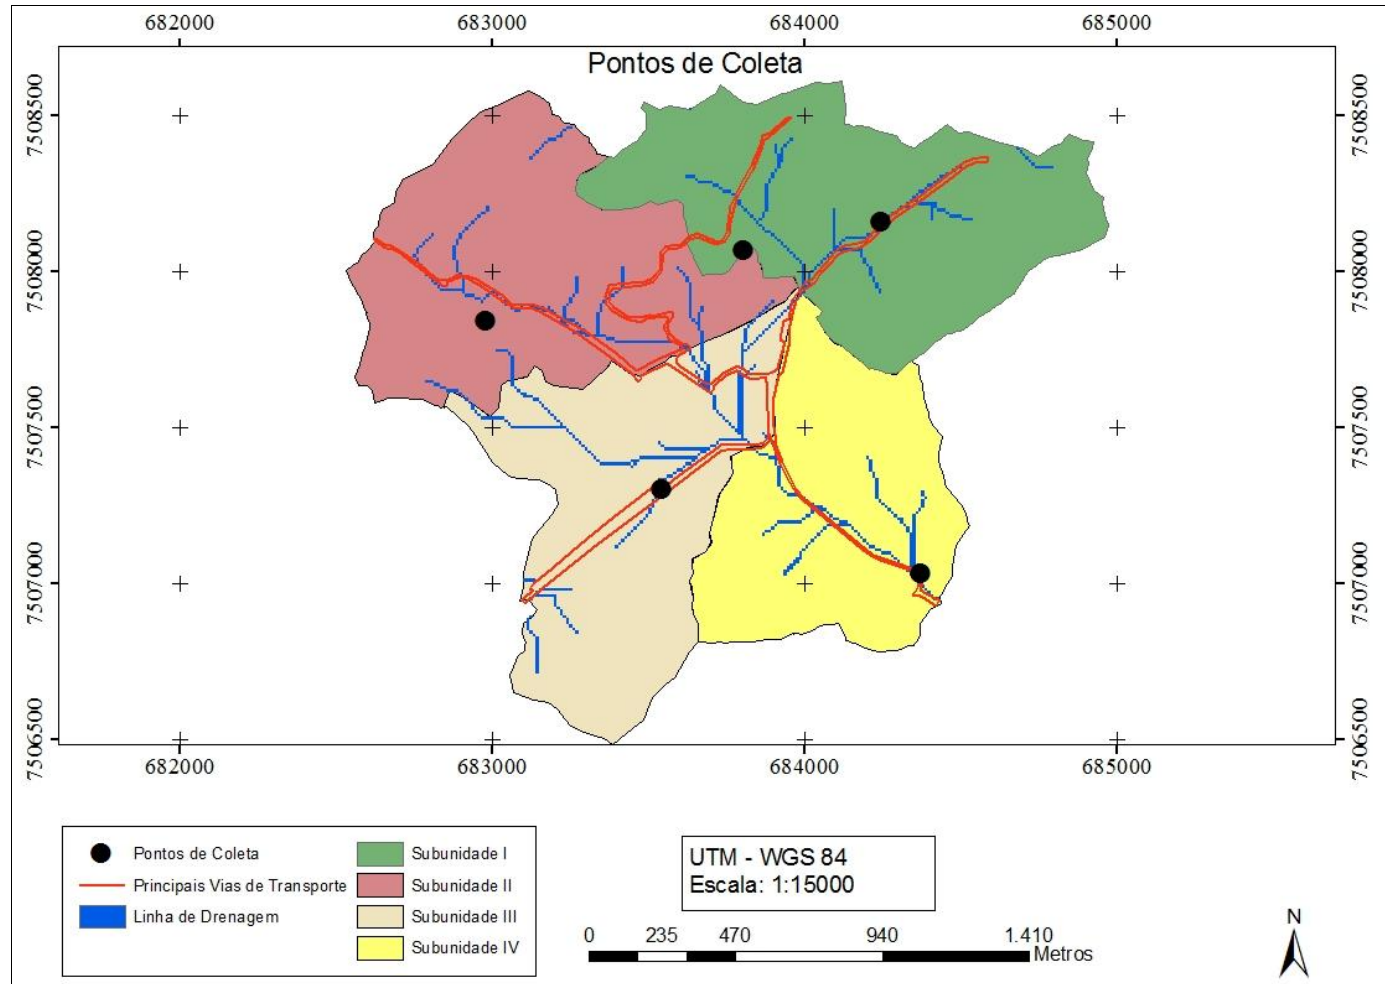 682000 683000 684000 685000
Pontos de Coleta
7508500 7508500
7508000 7508000
7507500 7507500
7507000 7507000
7506500 7506500
682000 683000 684000 685000
Pontos de Coleta
Principais Vias de Transporte
Linha de Drenagem
Subunidade I
Subunidade II
Subunidade III
Subunidade IV
UTM - WGS 84
Escala: 1:15000
0 235 470 940 1.410
Metros
N